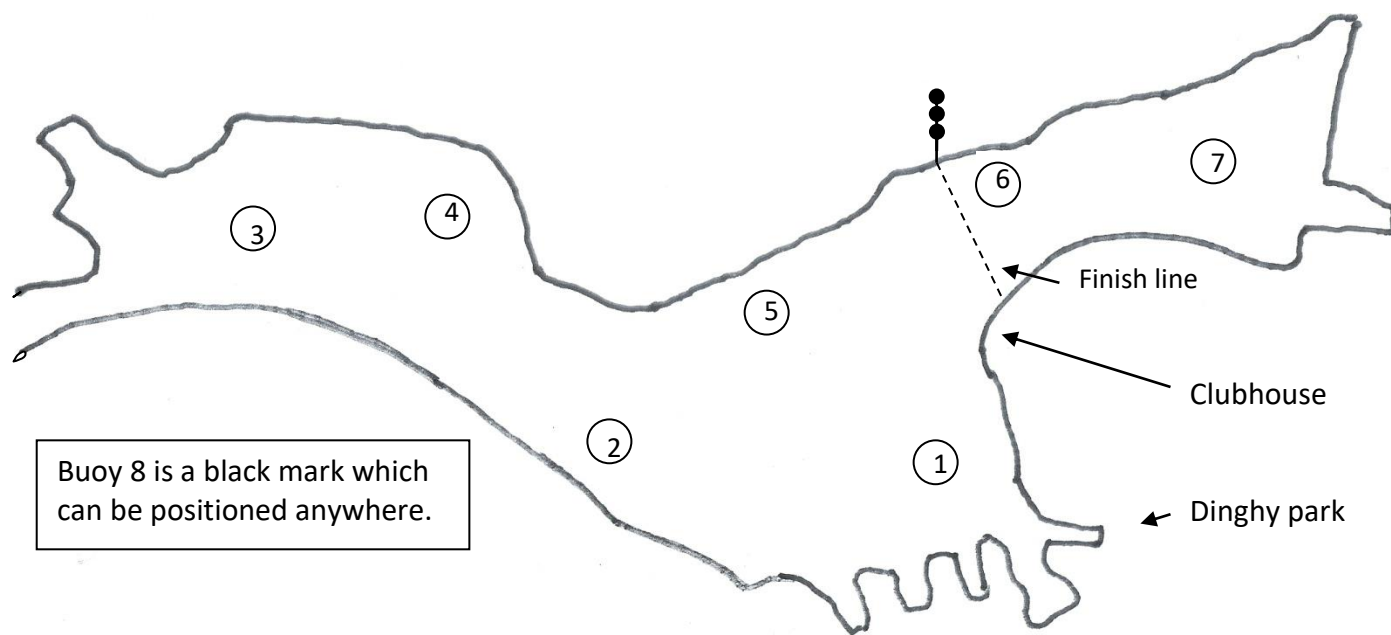 6
7
4
3
Finish line
5
Clubhouse
2
1
Buoy 8 is a black mark which
can be positioned anywhere.
Dinghy park